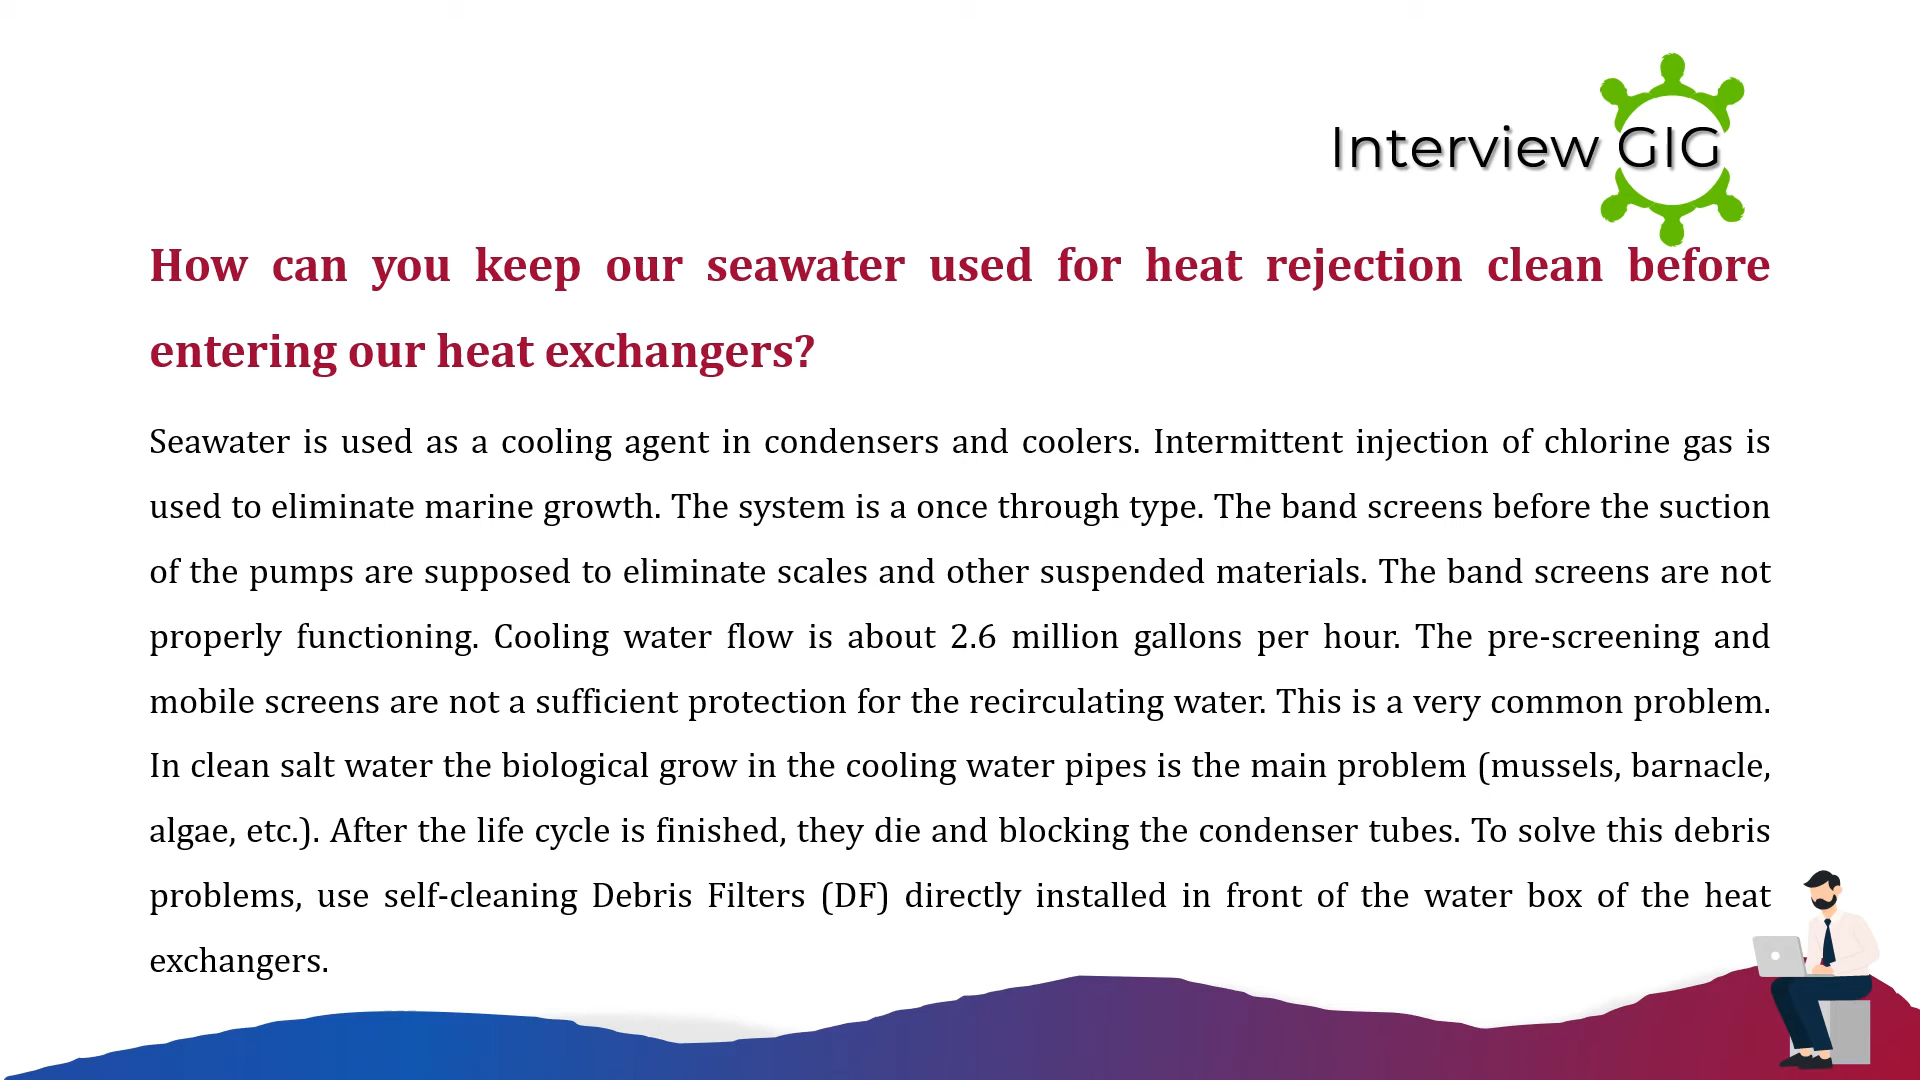 Interview GIG
How can you keep our seawater used for heat rejection clean before
entering our heat exchangers?
Seawater is used as a cooling agent in condensers and coolers. Intermittent injection of chlorine gas is
used to eliminate marine growth. The system is a once through type. The band screens before the suction
of the pumps are supposed to eliminate scales and other suspended materials. The band screens are not
properly functioning. Cooling water flow is about 2.6 million gallons per hour. The pre-screening and
mobile screens are not a sufficient protection for the recirculating water. This is a very common problem.
In clean salt water the biological grow in the cooling water pipes is the main problem (mussels, barnacle,
algae, etc.). After the life cycle is finished, they die and blocking the condenser tubes. To solve this debris
problems, use self-cleaning Debris Filters (DF) directly installed in front of the water box of the heat
exchangers.